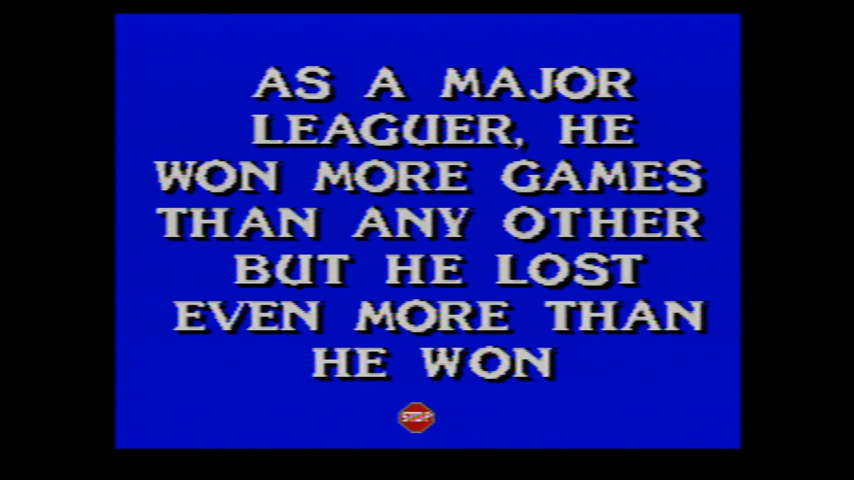 AS A MAJOR
LEAGUER, HE
WON MORE GAMES
THAN ANY OTHER
BUT HE LOST
EVEN MORE THAN
HE WON
STOP